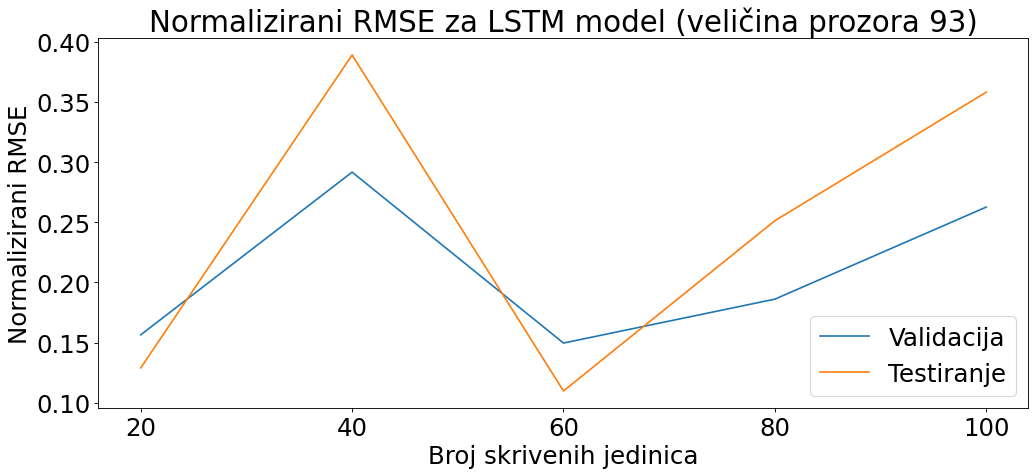 Normalizirani RMSE za LSTM model (veličina prozora 93)
Normalizirani RMSE
0.40
0.35
0.30
0.25
0.20
0.15
0.10
20 40 60 80 100
Broj skrivenih jedinica
Validacija
Testiranje